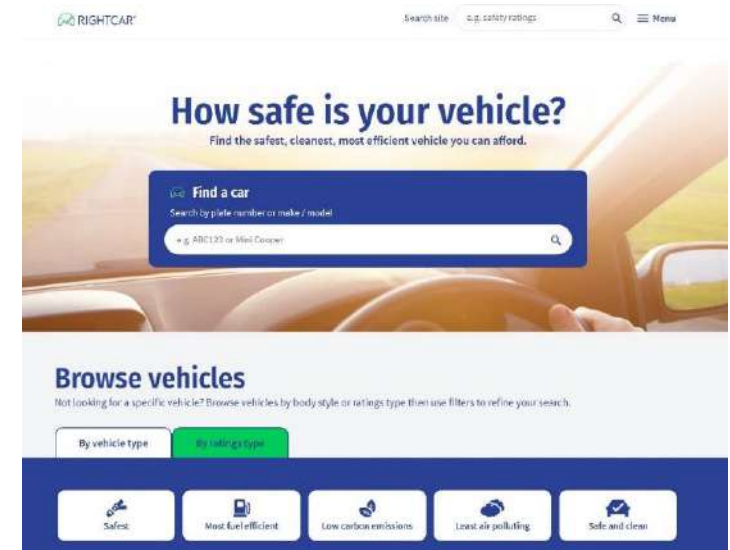 RIGHTCAR
Search site
e.g. safety ratings
Menu
How safe is your vehicle?
Find the safest, cleanest, most efficient vehicle you can afford.
Find a car
Search by plate number or make / model
e.g. ABC123 or Mini Cooper
Browse vehicles
Not looking for a specific vehicle? Browse vehicles by body style or ratings type then use filters to refine your search.
By vehicle type
By ratings type
Safest
Most fuel efficient
Low carbon emissions
Least air polluting
Safe and clean